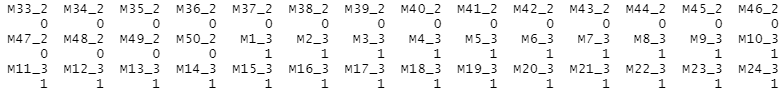 M33_2 M34_2 M35_2 M36_2 M37_2 M38_2 M39_2 M40_2 M41_2 M42_2 M43_2 M44_2 M45_2 M46_2
0 0 0 0 0 0 0 0 0 0 0 0 0 0
M47_2 M48_2 M49_2 M50_2 M1_3 M2_3 M3_3 M4_3 M5_3 M6_3 M7_3 M8_3 M9_3 M10_3
0 0 0 0 1 1 1 1 1 1 1 1 1 1
M11_3 M12_3 M13_3 M14_3 M15_3 M16_3 M17_3 M18_3 M19_3 M20_3 M21_3 M22_3 M23_3 M24_3
1 1 1 1 1 1 1 1 1 1 1 1 1 1